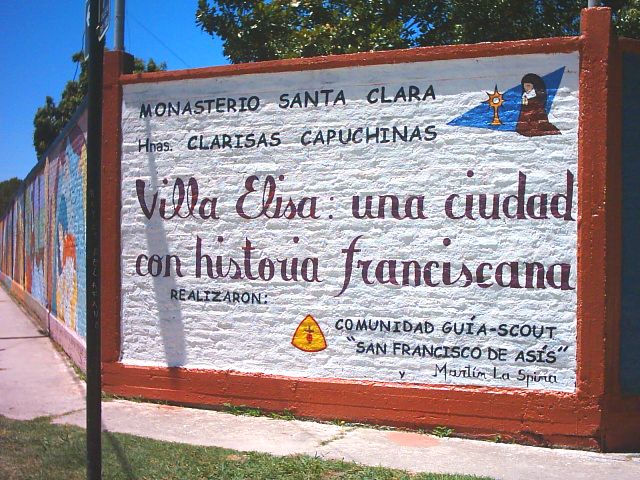 MONASTERIO SANTA CLARA
Hnas. CLARISAS CAPUCHINAS
Villa Elisa: una ciudad
con historia franciscana
REALIZARON:
COMUNIDAD GUÍA-SCOUT
"SAN FRANCISCO DE ASÍS"
y Martín La Spina